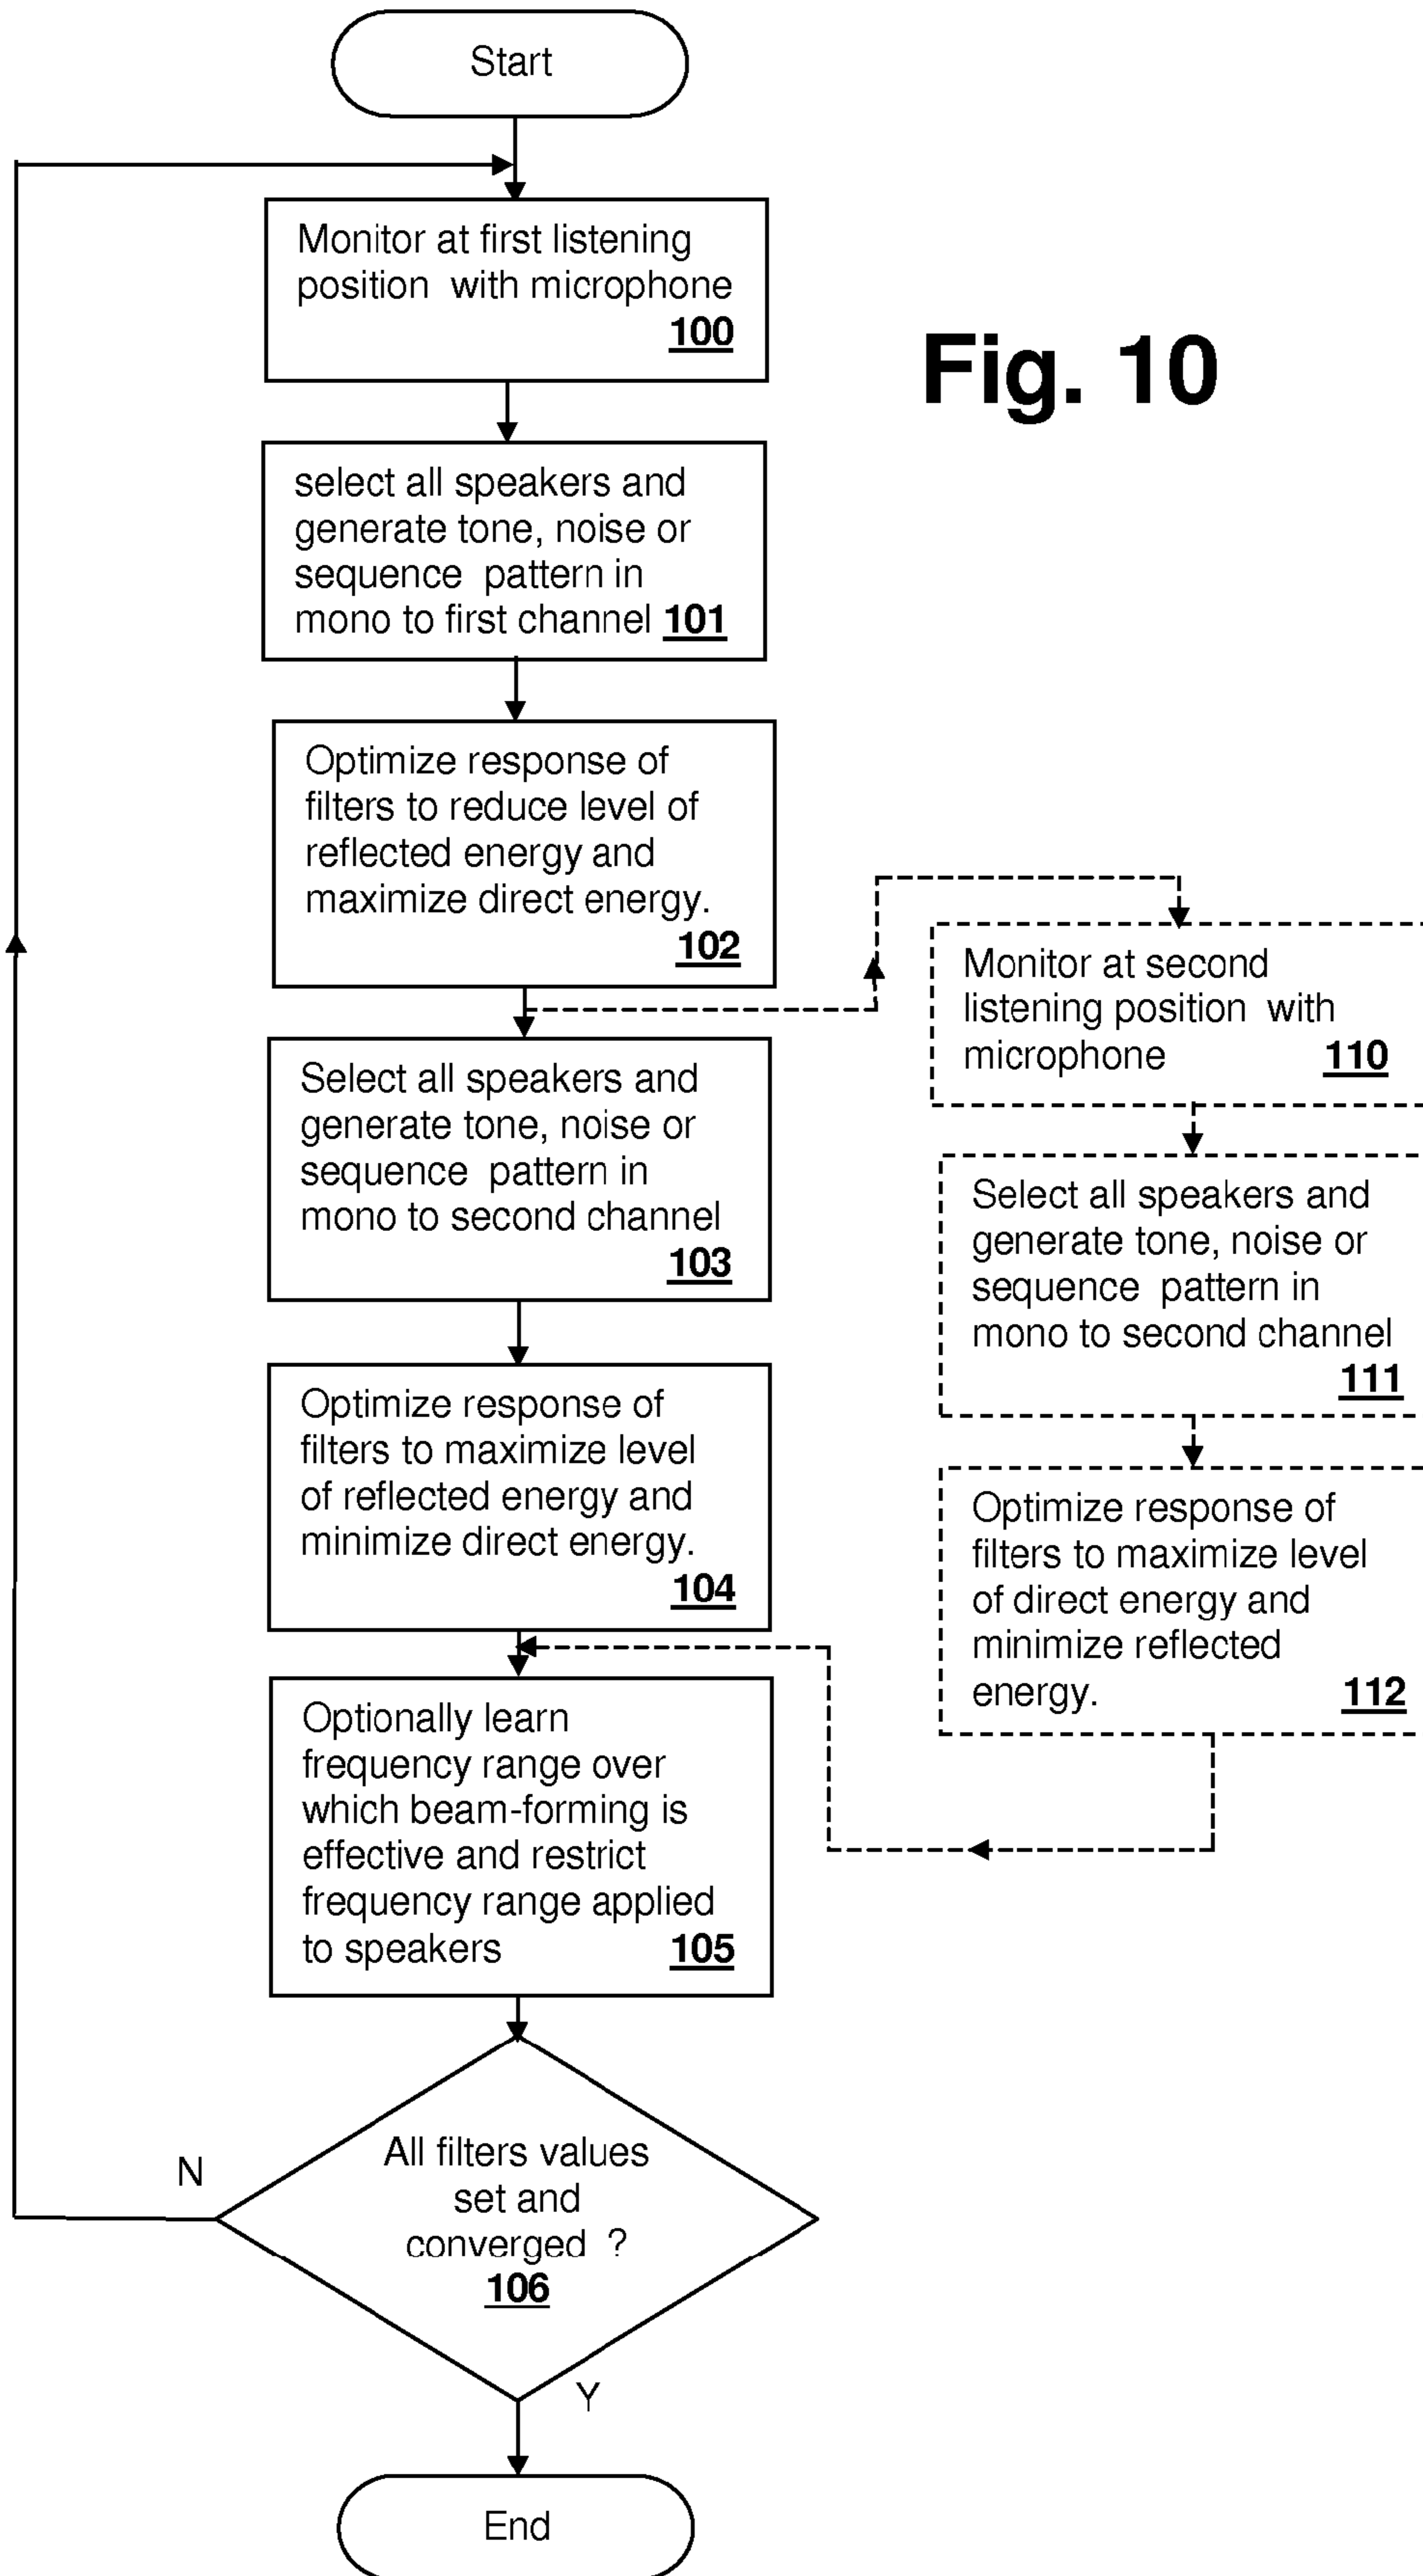 Start
Monitor at first listening
position with microphone
100
Fig. 10
select all speakers and
generate tone, noise or
sequence pattern in
mono to first channel 101
Optimize response of
filters to reduce level of
reflected energy and
maximize direct energy.
102
Select all speakers and
generate tone, noise or
sequence pattern in
mono to second channel
103
Optimize response of
filters to maximize level
of reflected energy and
minimize direct energy.
104
Monitor at second
listening position with
microphone 110
Select all speakers and
generate tone, noise or
sequence pattern in
mono to second channel
111
Optimize response of
filters to maximize level
of direct energy and
minimize reflected
energy. 112
Optionally learn
frequency range over
which beam-forming is
effective and restrict
frequency range applied
to speakers 105
All filters values
set and
converged ?
106
N
Y
End